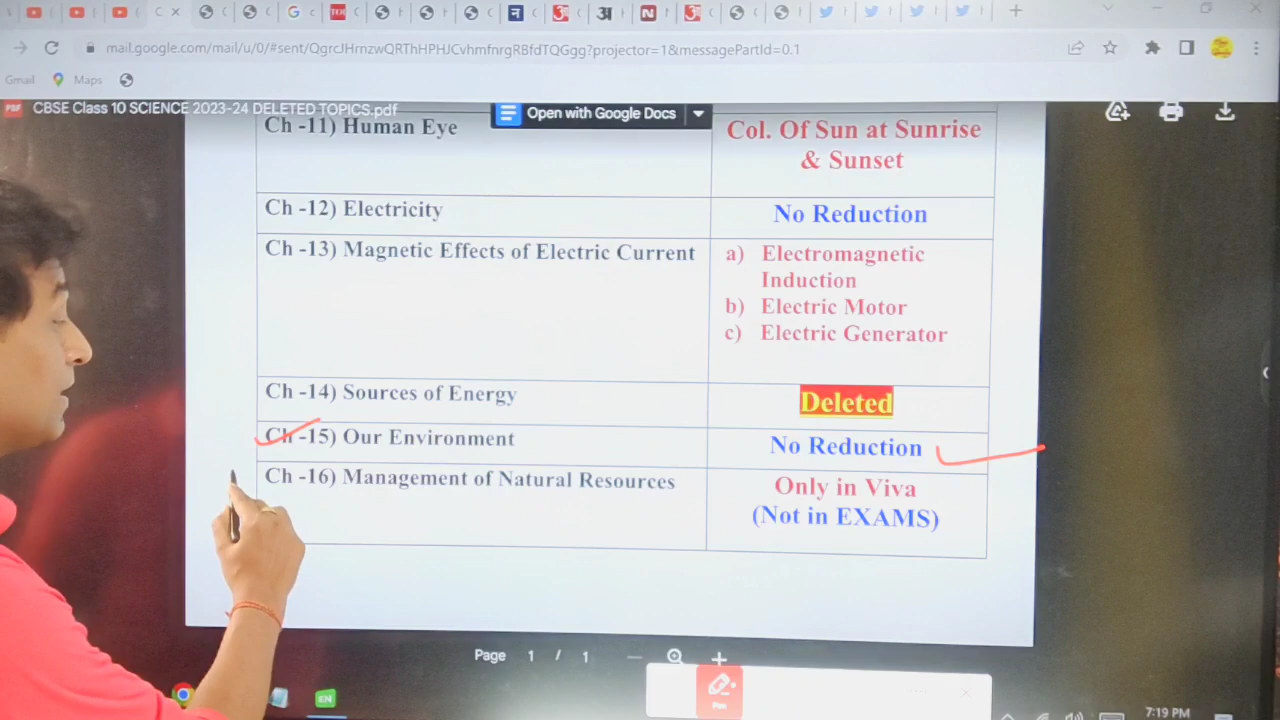 mail.google.com/mail/u/0/#sent/QgrcJHrnzwQRThHPHJCvhmfnrgRBfdTQGgg?projector=1&messagePartId=0.1
Gmail Maps
CBSE Class 10 SCIENCE 2023-24 DELETED TOPICS.pdf
Open with Google Docs
Ch -11) Human Eye
Col. Of Sun at Sunrise
& Sunset
Ch -12) Electricity
No Reduction
Ch -13) Magnetic Effects of Electric Current
a) Electromagnetic
Induction
b) Electric Motor
c) Electric Generator
Ch -14) Sources of Energy
Deleted
Ch -15) Our Environment
No Reduction
Ch -16) Management of Natural Resources
Only in Viva
(Not in EXAMS)
Page 1 / 1
Pen
EN
7:19 PM